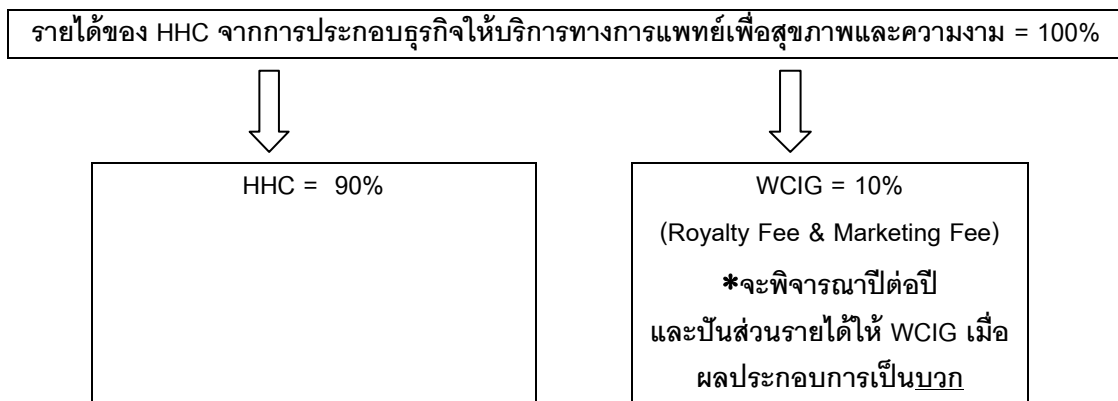 รายได้ของ HHC จากการประกอบธุรกิจให้บริการทางการแพทย์เพื่อสุขภาพและความงาม = 100%
HHC = 90%
WCIG = 10%
(Royalty Fee & Marketing Fee)
*จะพิจารณาปีต่อปี
และปันส่วนรายได้ให้ WCIG เมื่อ
ผลประกอบการเป็นบวก